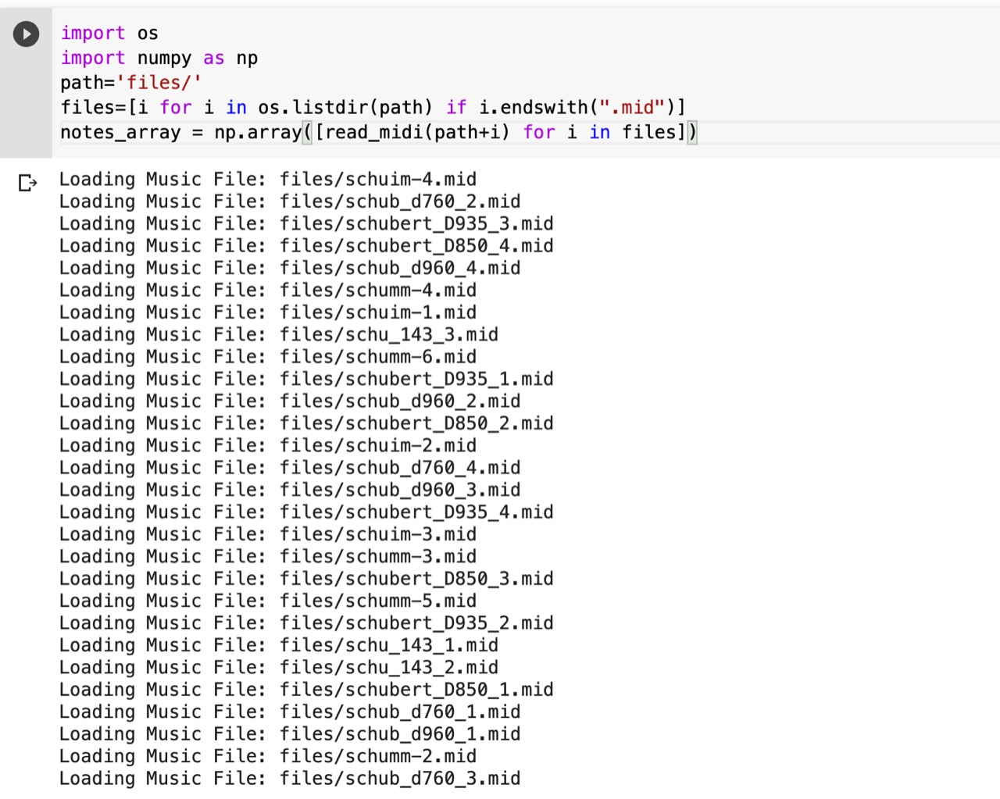 import os
import numpy as np
path='files/'
files=[i for i in os.listdir(path) if i.endswith(".mid")]
notes_array = np.array([read_midi(path+i) for i in files])
Loading Music File: files/schuim-4.mid
Loading Music File: files/schub_d760_2.mid
Loading Music File: files/schubert_D935_3.mid
Loading Music File: files/schubert_D850_4.mid
Loading Music File: files/schub_d960_4.mid
Loading Music File: files/schumm-4.mid
Loading Music File: files/schuim-1.mid
Loading Music File: files/schu_143_3.mid
Loading Music File: files/schumm-6.mid
Loading Music File: files/schubert_D935_1.mid
Loading Music File: files/schub_d960_2.mid
Loading Music File: files/schubert_D850_2.mid
Loading Music File: files/schuim-2.mid
Loading Music File: files/schub_d760_4.mid
Loading Music File: files/schub_d960_3.mid
Loading Music File: files/schubert_D935_4.mid
Loading Music File: files/schuim-3.mid
Loading Music File: files/schumm-3.mid
Loading Music File: files/schubert_D850_3.mid
Loading Music File: files/schumm-5.mid
Loading Music File: files/schubert_D935_2.mid
Loading Music File: files/schu_143_1.mid
Loading Music File: files/schu_143_2.mid
Loading Music File: files/schubert_D850_1.mid
Loading Music File: files/schub_d760_1.mid
Loading Music File: files/schub_d960_1.mid
Loading Music File: files/schumm-2.mid
Loading Music File: files/schub_d760_3.mid